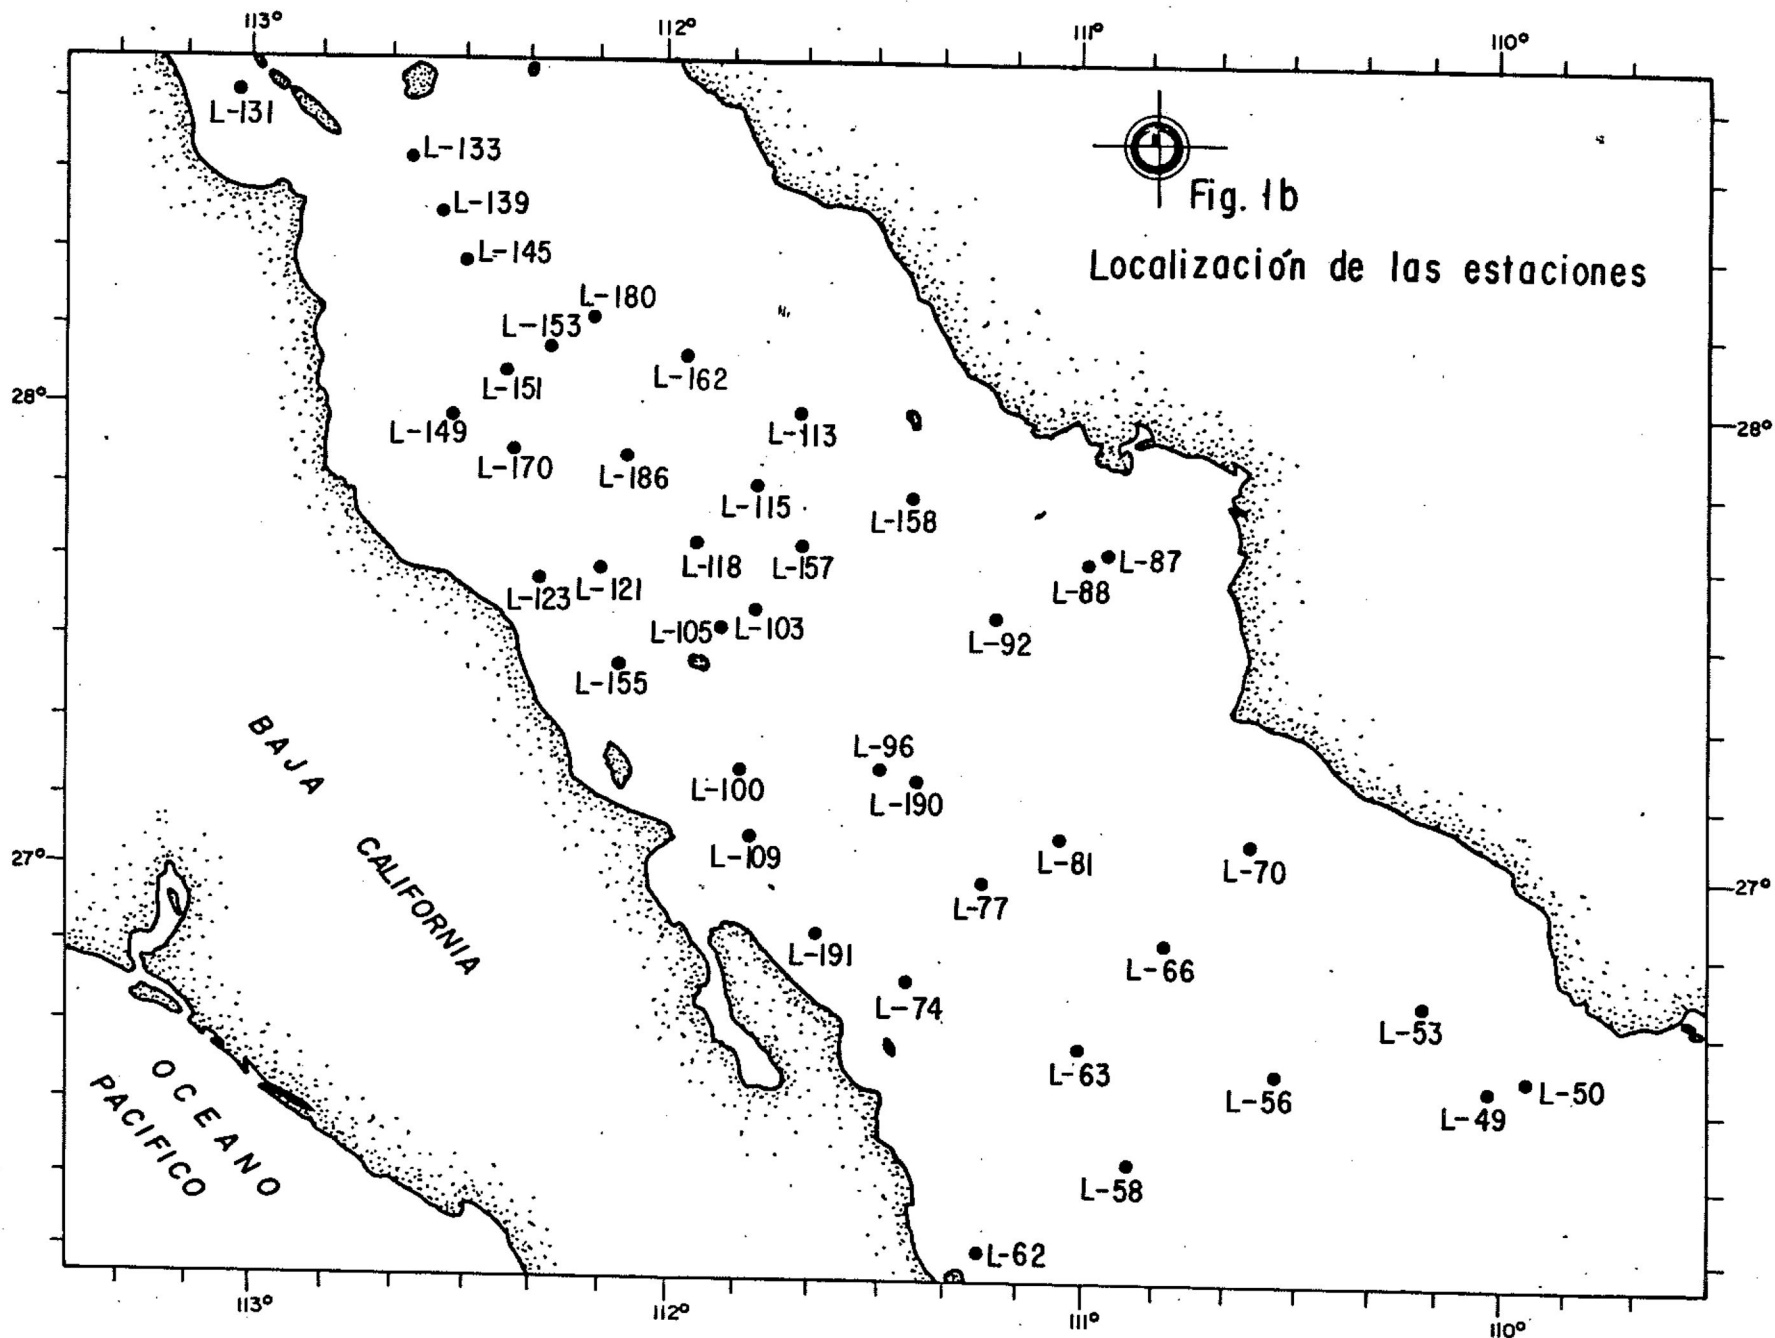 113°
112°
111°
110°
L-131
L-133
Fig. 1b
L-139
L-145
Localización de las estaciones
L-180
L-153
L-162
L-151
28°
L-149
L-113
28°
L-170
L-186
L-115
L-158
L-118
L-157
L-87
L-88
L-123
L-121
L-105
L-103
L-92
L-155
BAJA
CALIFORNIA
L-96
L-100
L-190
27°
L-109
L-81
L-70
27°
L-77
L-191
L-66
L-74
L-53
L-63
L-56
L-50
L-49
OCEANO
PACIFICO
L-58
L-62
113°
112°
111°
110°